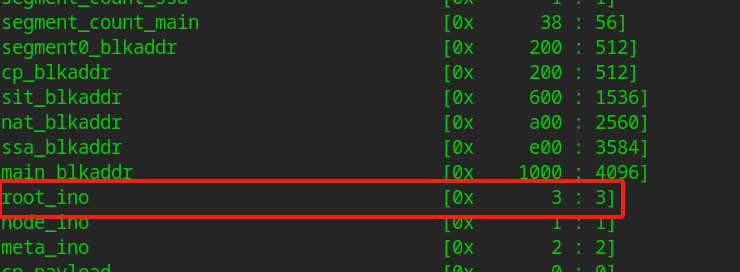 segment_count_ssa [0x 1 : 1]
segment_count_main [0x 38 : 56]
segment0_blkaddr [0x 200 : 512]
cp_blkaddr [0x 200 : 512]
sit_blkaddr [0x 600 : 1536]
nat_blkaddr [0x a00 : 2560]
ssa_blkaddr [0x e00 : 3584]
main_blkaddr [0x 1000 : 4096]
root_ino [0x 3 : 3]
node_ino [0x 1 : 1]
meta_ino [0x 2 : 2]
cp_payload [0x 0 : 0]